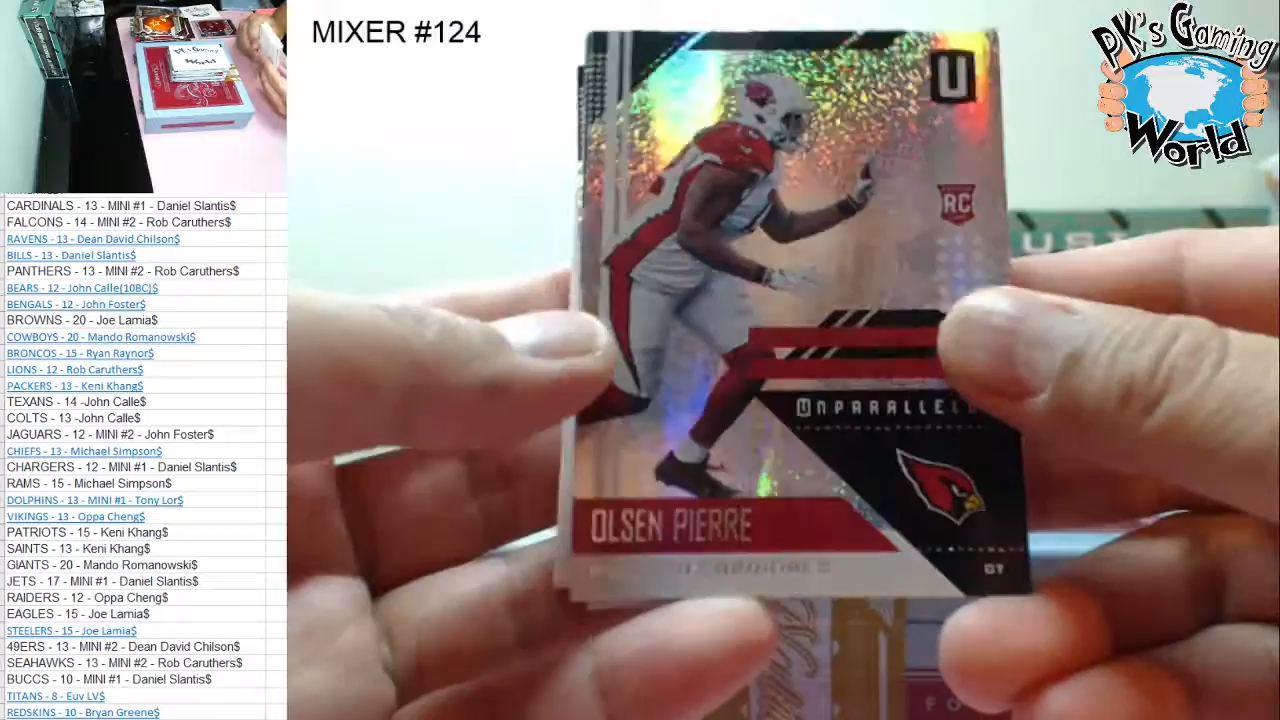 MIXER #124
PK's Gaming
World
CARDINALS - 13 - MINI #1 - Daniel Slantis$
FALCONS - 14 - MINI #2 - Rob Caruthers$
RAVENS - 13 - Dean David Chilson$
BILLS - 13 - Daniel Slantis$
PANTHERS - 13 - MINI #2 - Rob Caruthers$
BEARS - 12 - John Calle(10BC)$
BENGALS - 12 - John Foster$
BROWNS - 20 - Joe Lamia$
COWBOYS - 20 - Mando Romanowski$
BRONCOS - 15 - Ryan Raynor$
LIONS - 12 - Rob Caruthers$
PACKERS - 13 - Keni Khang$
TEXANS - 14 -John Calle$
COLTS - 13 -John Calle$
JAGUARS - 12 - MINI #2 - John Foster$
CHIEFS - 13 - Michael Simpson$
CHARGERS - 12 - MINI #1 - Daniel Slantis$
RAMS - 15 - Michael Simpson$
DOLPHINS - 13 - MINI #1 - Tony Lor$
VIKINGS - 13 - Oppa Cheng$
PATRIOTS - 15 - Keni Khang$
SAINTS - 13 - Keni Khang$
GIANTS - 20 - Mando Romanowski$
JETS - 17 - MINI #1 - Daniel Slantis$
RAIDERS - 12 - Oppa Cheng$
EAGLES - 15 - Joe Lamia$
STEELERS - 15 - Joe Lamia$
49ERS - 13 - MINI #2 - Dean David Chilson$
SEAHAWKS - 13 - MINI #2 - Rob Caruthers$
BUCCS - 10 - MINI #1 - Daniel Slantis$
TITANS - 8 - Euv LV$
REDSKINS - 10 - Bryan Greene$
U
RC
UNPARALLELE
OLSEN PIERRE
DT